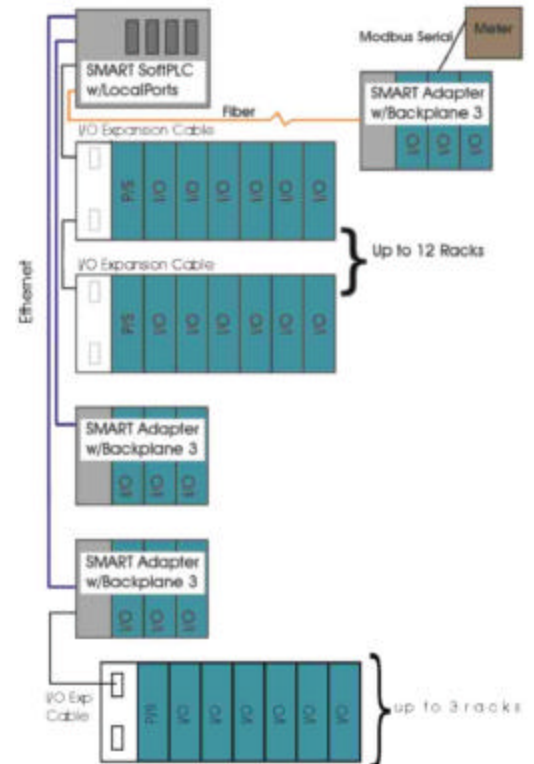 SMART SoftPLC
w/LocalPorts
Modbus Serial
Meter
SMART Adapter
w/Backplane 3
I/O
I/O
I/O
Fiber
I/O Expansion Cable
P/S
I/O
I/O
I/O
I/O
I/O
I/O
Up to 12 Racks
I/O Expansion Cable
P/S
I/O
I/O
I/O
I/O
I/O
I/O
Ethernet
SMART Adapter
w/Backplane 3
I/O
I/O
I/O
SMART Adapter
w/Backplane 3
I/O
I/O
I/O
I/O Exp
Cable
P/S
I/O
I/O
I/O
I/O
I/O
I/O
up to 3 racks